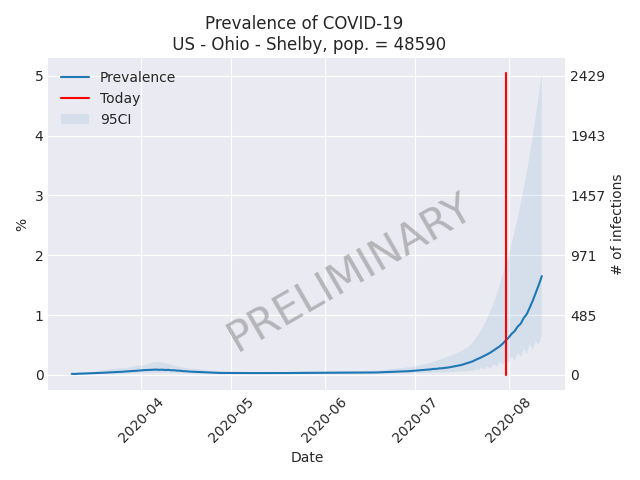 Prevalence of COVID-19
US - Ohio - Shelby, pop. = 48590
Prevalence
Today
95CI
5
4
3
2
1
0
%
2429
1943
1457
971
485
0
# of infections
PRELIMINARY
2020-04
2020-05
2020-06
2020-07
2020-08
Date